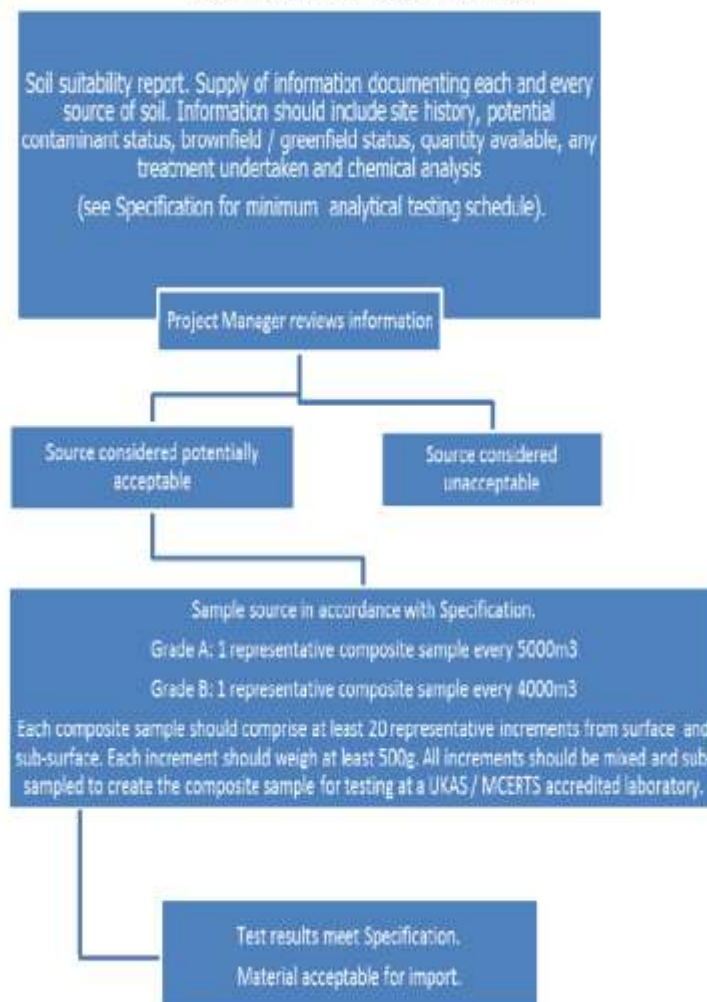 Soil suitability report. Supply of information documenting each and every
source of soil. Information should include site history, potential
contaminant status, brownfield / greenfield status, quantity available, any
treatment undertaken and chemical analysis
(see Specification for minimum analytical testing schedule).
Project Manager reviews information
Source considered potentially
acceptable
Source considered
unacceptable
Sample source in accordance with Specification.
Grade A: 1 representative composite sample every 5000m3
Grade B: 1 representative composite sample every 4000m3
Each composite sample should comprise at least 20 representative increments from surface and
sub-surface. Each increment should weigh at least 500g. All increments should be mixed and sub-
sampled to create the composite sample for testing at a UKAS / MCERTS accredited laboratory.
Test results meet Specification.
Material acceptable for import.